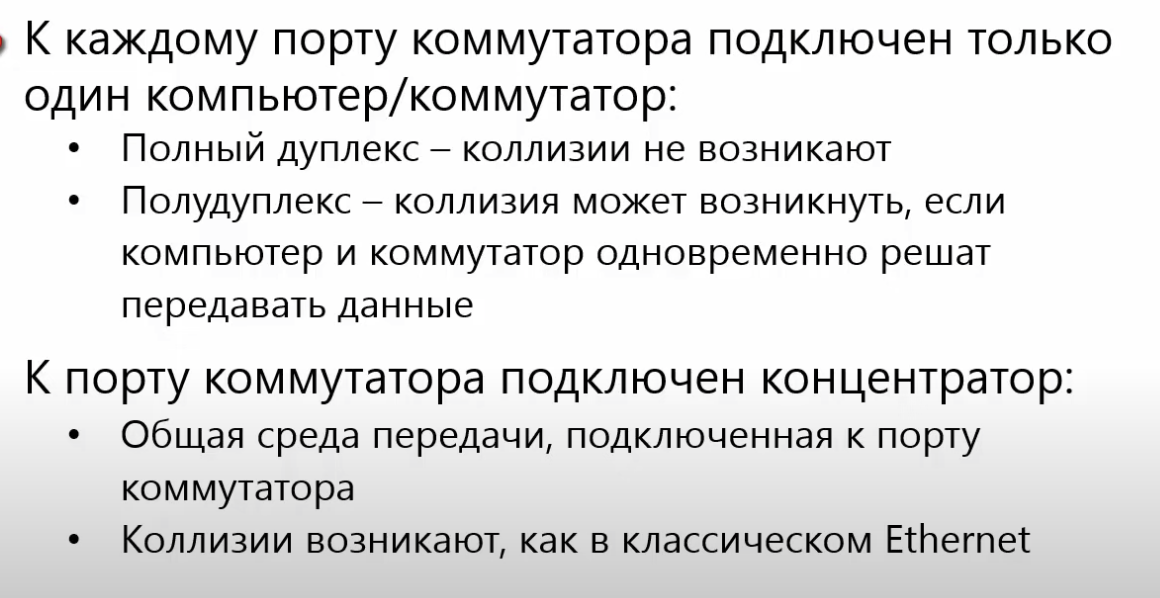 К каждому порту коммутатора подключен только
один компьютер/коммутатор:
• Полный дуплекс – коллизии не возникают
• Полудуплекс – коллизия может возникнуть, если
компьютер и коммутатор одновременно решат
передавать данные
К порту коммутатора подключен концентратор:
• Общая среда передачи, подключенная к порту
коммутатора
• Коллизии возникают, как в классическом Ethernet